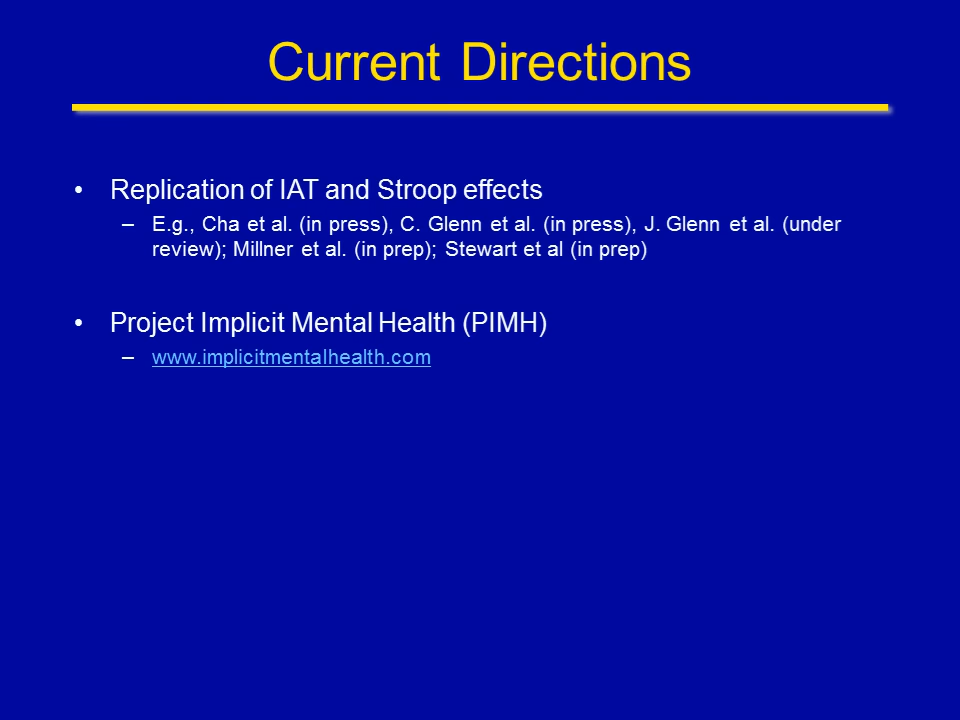 Current Directions
• Replication of IAT and Stroop effects
– E.g., Cha et al. (in press), C. Glenn et al. (in press), J. Glenn et al. (under
review); Millner et al. (in prep); Stewart et al (in prep)
• Project Implicit Mental Health (PIMH)
– www.implicitmentalhealth.com